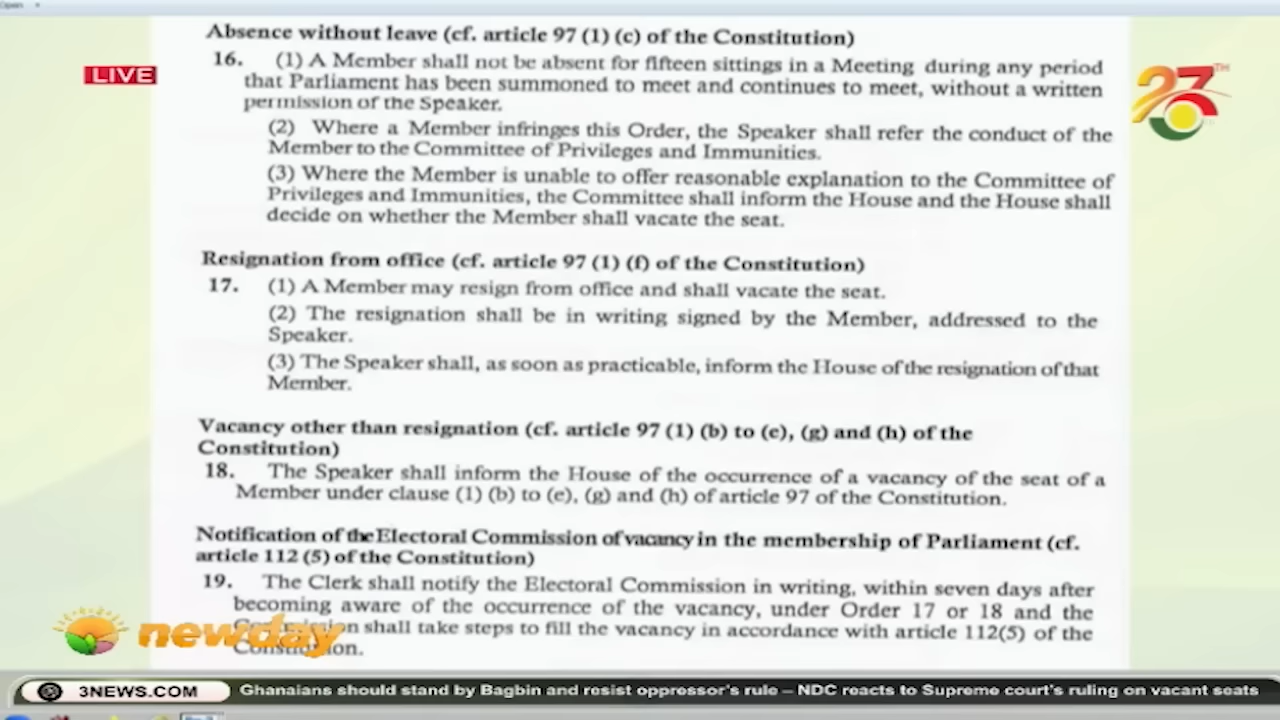 Open
Absence without leave (cf. article 97 (1) (c) of the Constitution)
16. (1) A Member shall not be absent for fifteen sittings in a Meeting during any period
that Parliament has been summoned to meet and continues to meet, without a written
permission of the Speaker.
(2) Where a Member infringes this Order, the Speaker shall refer the conduct of the
Member to the Committee of Privileges and Immunities.
(3) Where the Member is unable to offer reasonable explanation to the Committee of
Privileges and Immunities, the Committee shall inform the House and the House shall
decide on whether the Member shall vacate the seat.
LIVE
27TH
Resignation from office (cf. article 97 (1) (f) of the Constitution)
17. (1) A Member may resign from office and shall vacate the seat.
(2) The resignation shall be in writing signed by the Member, addressed to the
Speaker.
(3) The Speaker shall, as soon as practicable, inform the House of the resignation of that
Member.
Vacancy other than resignation (cf. article 97 (1) (b) to (e), (g) and (h) of the
Constitution)
18. The Speaker shall inform the House of the occurrence of a vacancy of the seat of a
Member under clause (1) (b) to (e), (g) and (h) of article 97 of the Constitution.
Notification of the Electoral Commission of vacancy in the membership of Parliament (cf.
article 112 (5) of the Constitution)
19. The Clerk shall notify the Electoral Commission in writing, within seven days after
becoming aware of the occurrence of the vacancy, under Order 17 or 18 and the
Commission shall take steps to fill the vacancy in accordance with article 112(5) of the
Constitution.
newday
3NEWS.COM
Ghanaians should stand by Bagbin and resist oppressor's rule – NDC reacts to Supreme court's ruling on vacant seats